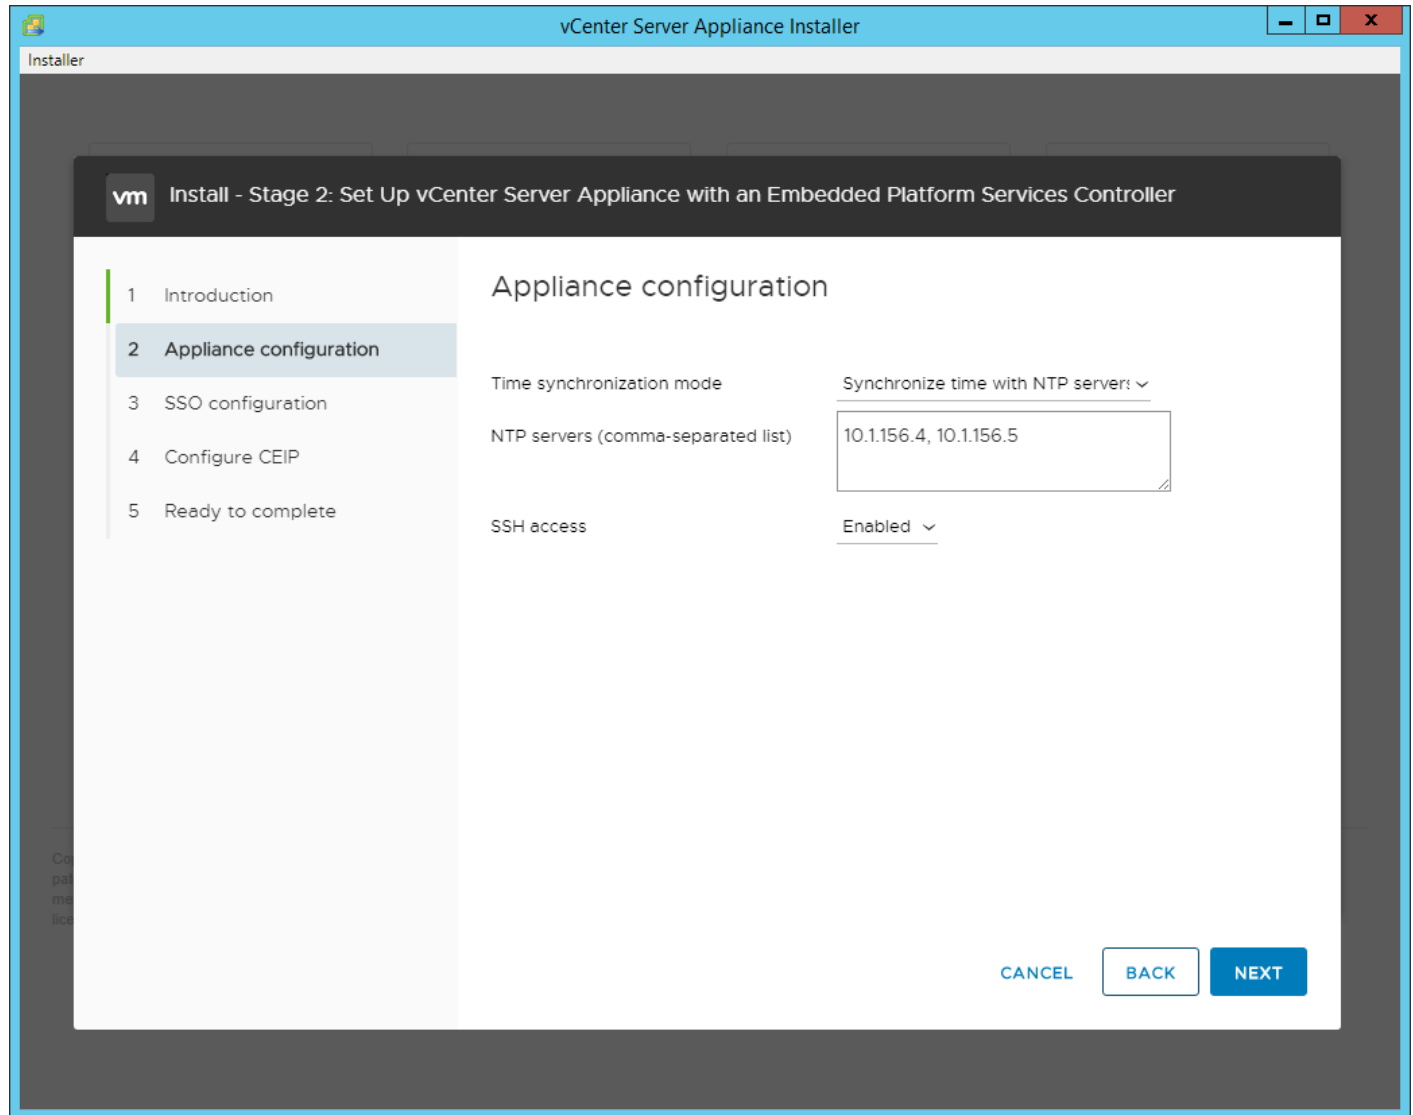 vCenter Server Appliance Installer
Installer
vm Install - Stage 2: Set Up vCenter Server Appliance with an Embedded Platform Services Controller
1 Introduction
2 Appliance configuration
3 SSO configuration
4 Configure CEIP
5 Ready to complete
Appliance configuration
Time synchronization mode Synchronize time with NTP servers
NTP servers (comma-separated list) 10.1.156.4, 10.1.156.5
SSH access Enabled
CANCEL BACK NEXT